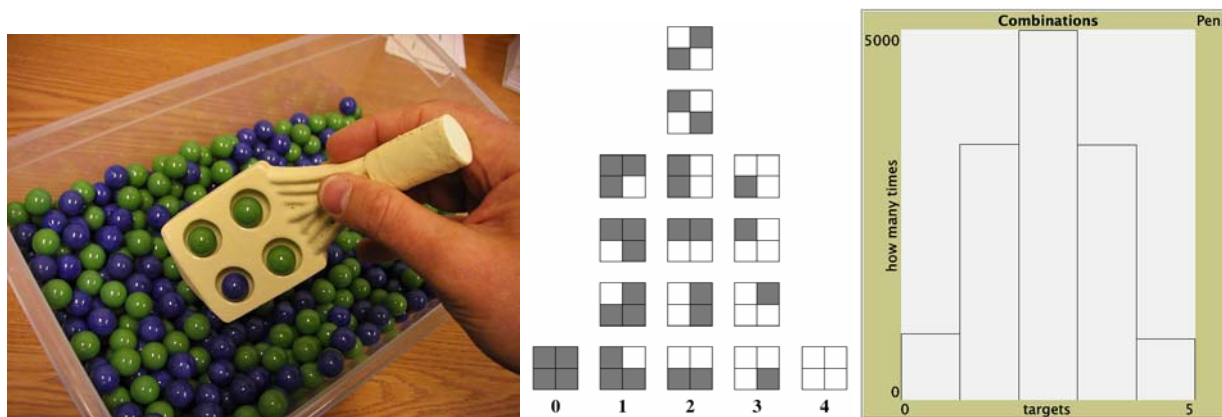 0 1 2 3 4
Combinations
Pen
5000
how many times
0
0 targets 5